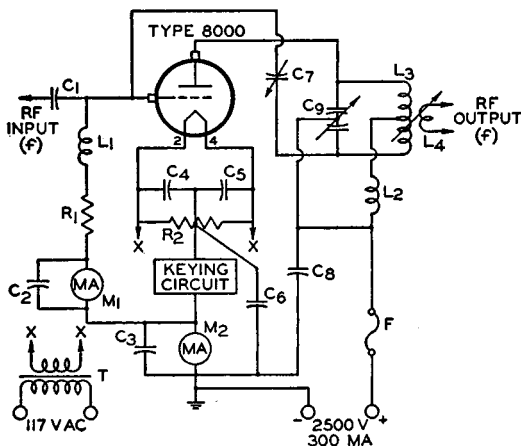 TYPE 8000
C1
C7
L3
RF
INPUT
(f)
C9
RF
OUTPUT
(f)
L4
L1
2
4
C4
C5
L2
R1
R2
X
X
KEYING
CIRCUIT
C6
C8
C2
MA
M1
X
X
C3
M2
MA
F
T
117 VAC
-
2500 V
+
300 MA